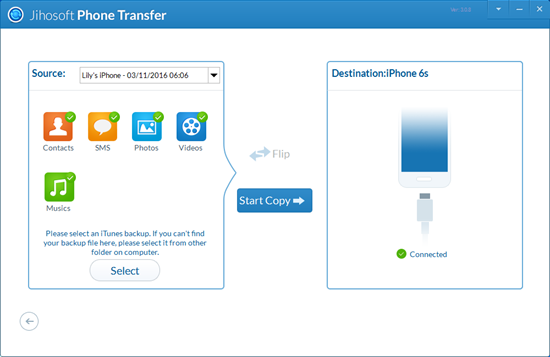 Jihosoft Phone Transfer
Source:
Lily's iPhone - 03/11/2016 06:06
Contacts
SMS
Photos
Videos
Musics
Please select an iTunes backup. If you can't find
your backup file here, please select it from other
folder on computer.
Select
Flip
Start Copy
Destination:iPhone 6s
Connected